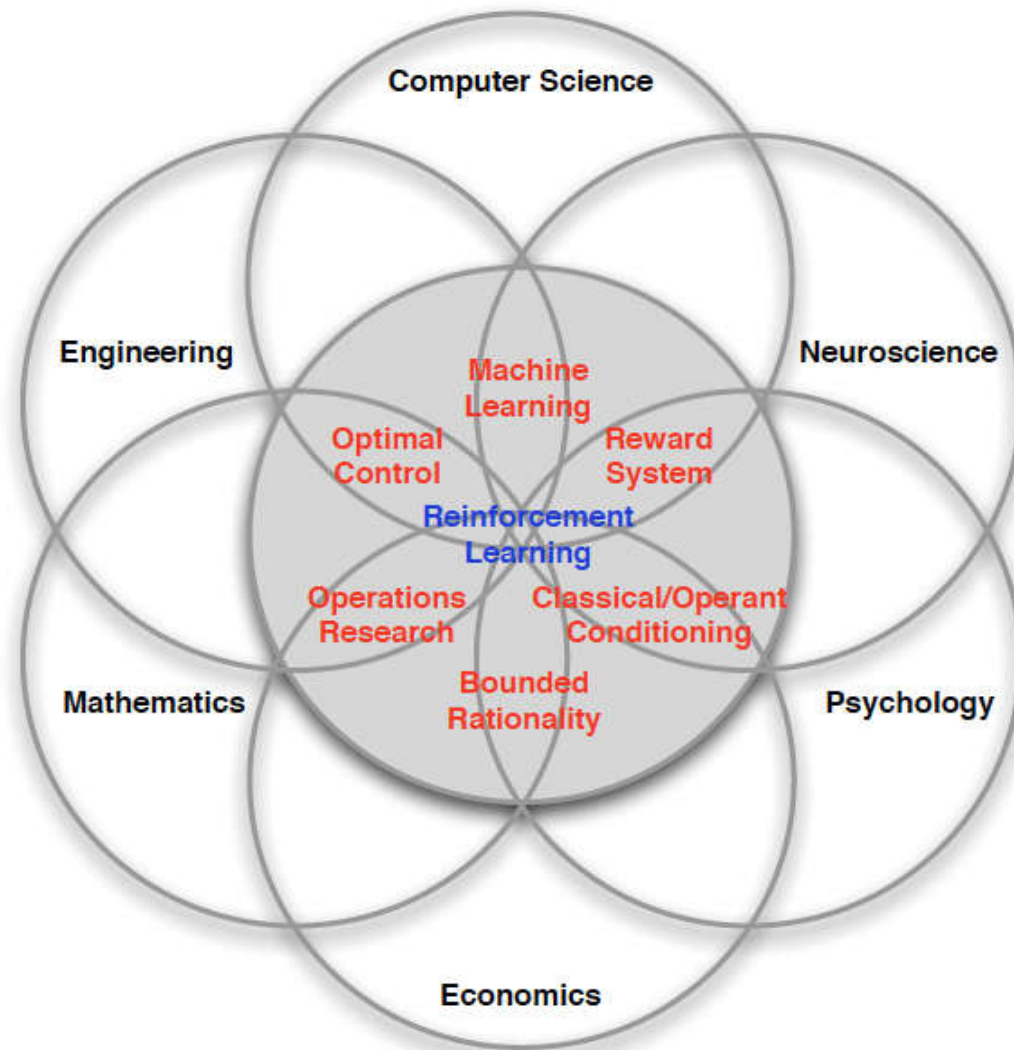 Computer Science
Engineering
Neuroscience
Machine
Learning
Optimal
Control
Reward
System
Reinforcement
Learning
Operations
Research
Classical/Operant
Conditioning
Bounded
Rationality
Mathematics
Psychology
Economics